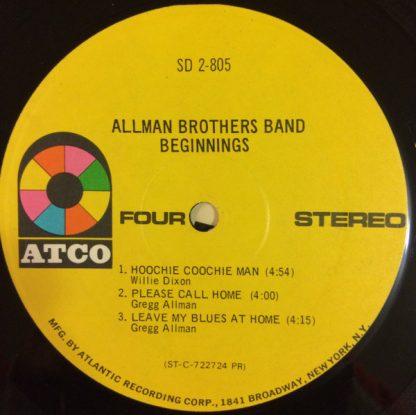 SD 2-805
ALLMAN BROTHERS BAND
BEGINNINGS
ATCO
FOUR
STEREO
1. HOOCHIE COOCHIE MAN (4:54)
Willie Dixon
2. PLEASE CALL HOME (4:00)
Gregg Allman
3. LEAVE MY BLUES AT HOME (4:15)
Gregg Allman
(ST-C-722724 PR)
MFG. BY ATLANTIC RECORDING CORP., 1841 BROADWAY, NEW YORK, N.Y.